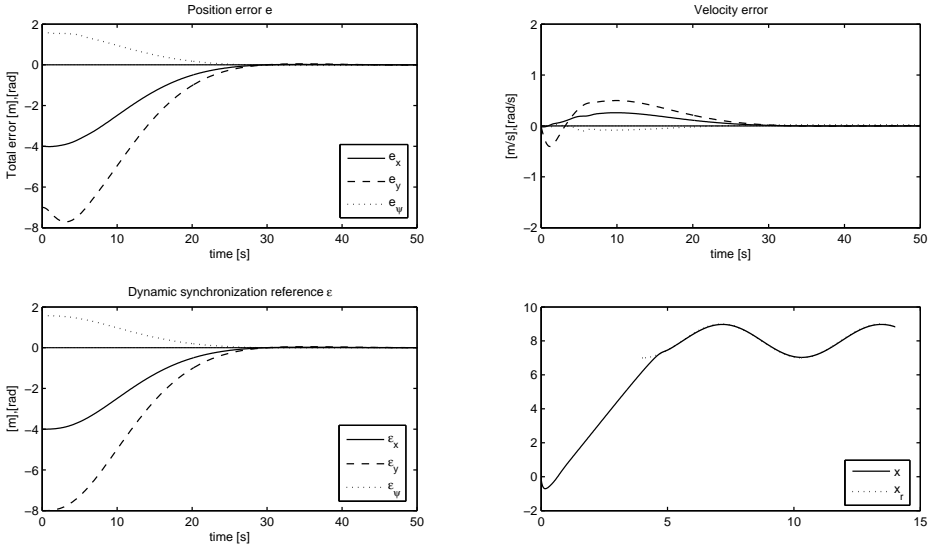 Position error e
Total error [m],[rad]
2
0
−2
−4
−6
−8
0
10
20
30
40
50
time [s]
e_x
e_y
e_ψ
Velocity error
[m/s],[rad/s]
2
1
0
−1
−2
0
10
20
30
40
50
time [s]
Dynamic synchronization reference ε
[m],[rad]
2
0
−2
−4
−6
−8
0
10
20
30
40
50
time [s]
ε_x
ε_y
ε_ψ
10
8
6
4
2
0
−2
0
5
10
15
x
x_r